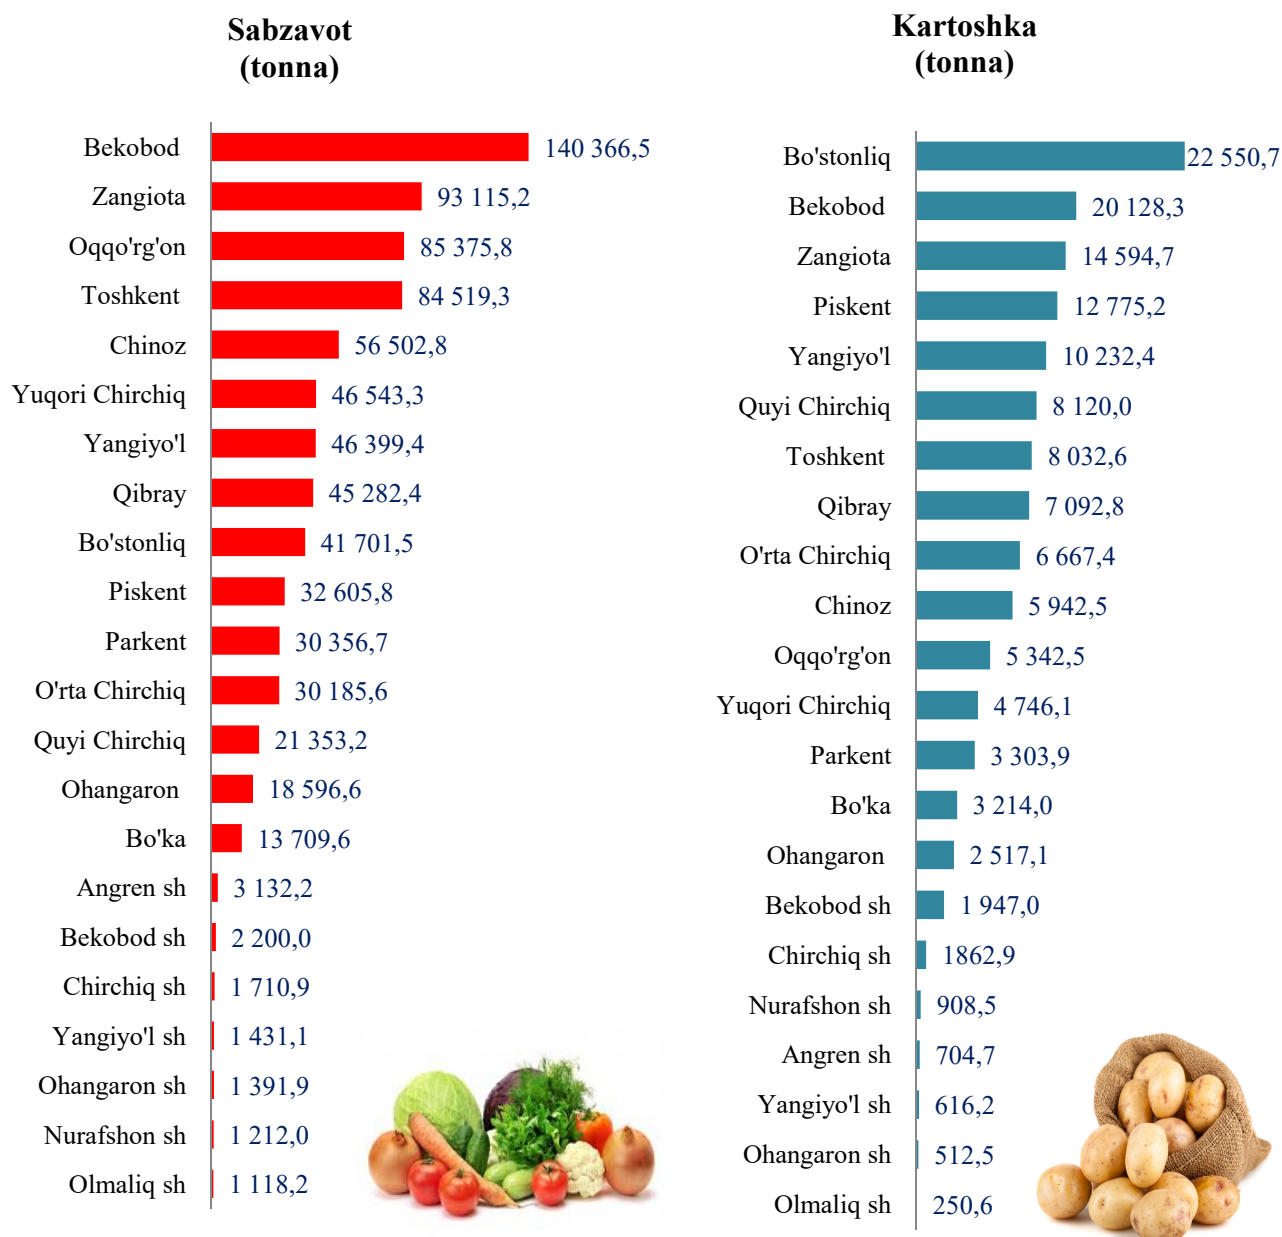 Sabzavot
(tonna)
Bekobod 140 366,5
Zangiota 93 115,2
Oqqo'rg'on 85 375,8
Toshkent 84 519,3
Chinoz 56 502,8
Yuqori Chirchiq 46 543,3
Yangiyo'l 46 399,4
Qibray 45 282,4
Bo'stonliq 41 701,5
Piskent 32 605,8
Parkent 30 356,7
O'rta Chirchiq 30 185,6
Quyi Chirchiq 21 353,2
Ohangaron 18 596,6
Bo'ka 13 709,6
Angren sh 3 132,2
Bekobod sh 2 200,0
Chirchiq sh 1 710,9
Yangiyo'l sh 1 431,1
Ohangaron sh 1 391,9
Nurafshon sh 1 212,0
Olmaliq sh 1 118,2
Kartoshka
(tonna)
Bo'stonliq 22 550,7
Bekobod 20 128,3
Zangiota 14 594,7
Piskent 12 775,2
Yangiyo'l 10 232,4
Quyi Chirchiq 8 120,0
Toshkent 8 032,6
Qibray 7 092,8
O'rta Chirchiq 6 667,4
Chinoz 5 942,5
Oqqo'rg'on 5 342,5
Yuqori Chirchiq 4 746,1
Parkent 3 303,9
Bo'ka 3 214,0
Ohangaron 2 517,1
Bekobod sh 1 947,0
Chirchiq sh 1862,9
Nurafshon sh 908,5
Angren sh 704,7
Yangiyo'l sh 616,2
Ohangaron sh 512,5
Olmaliq sh 250,6